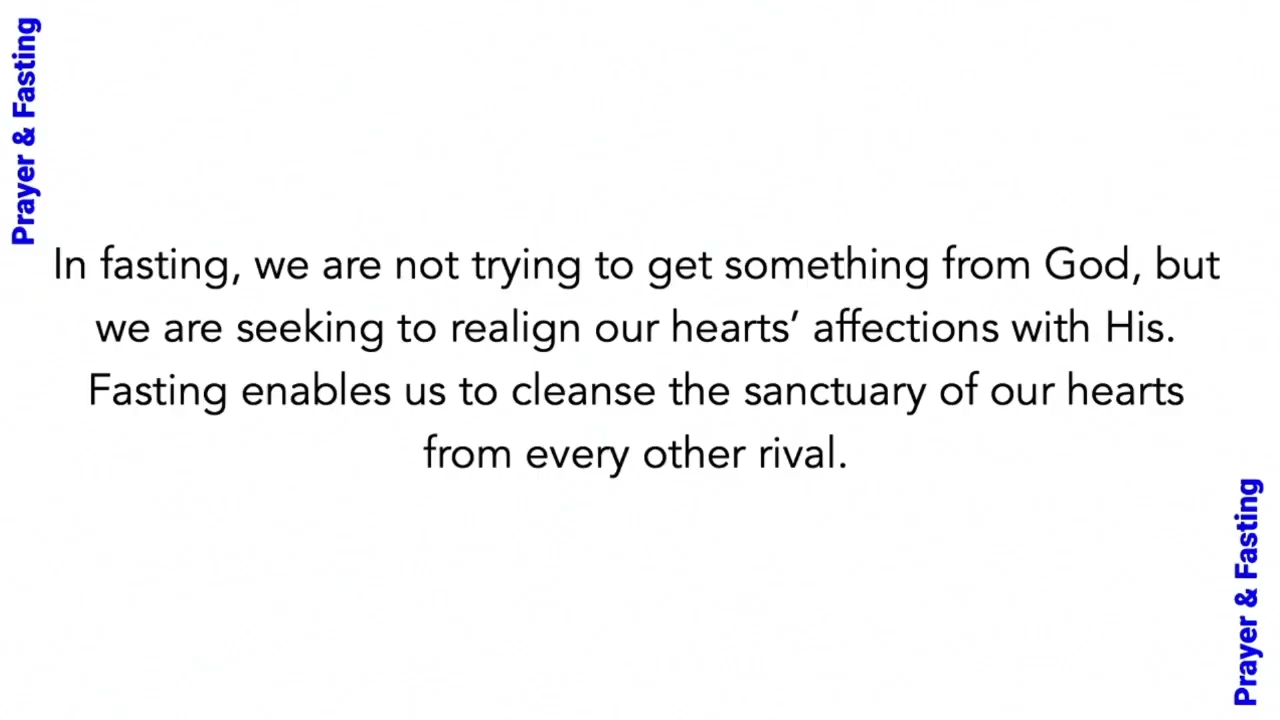 Prayer & Fasting
In fasting, we are not trying to get something from God, but
we are seeking to realign our hearts’ affections with His.
Fasting enables us to cleanse the sanctuary of our hearts
from every other rival.
Prayer & Fasting